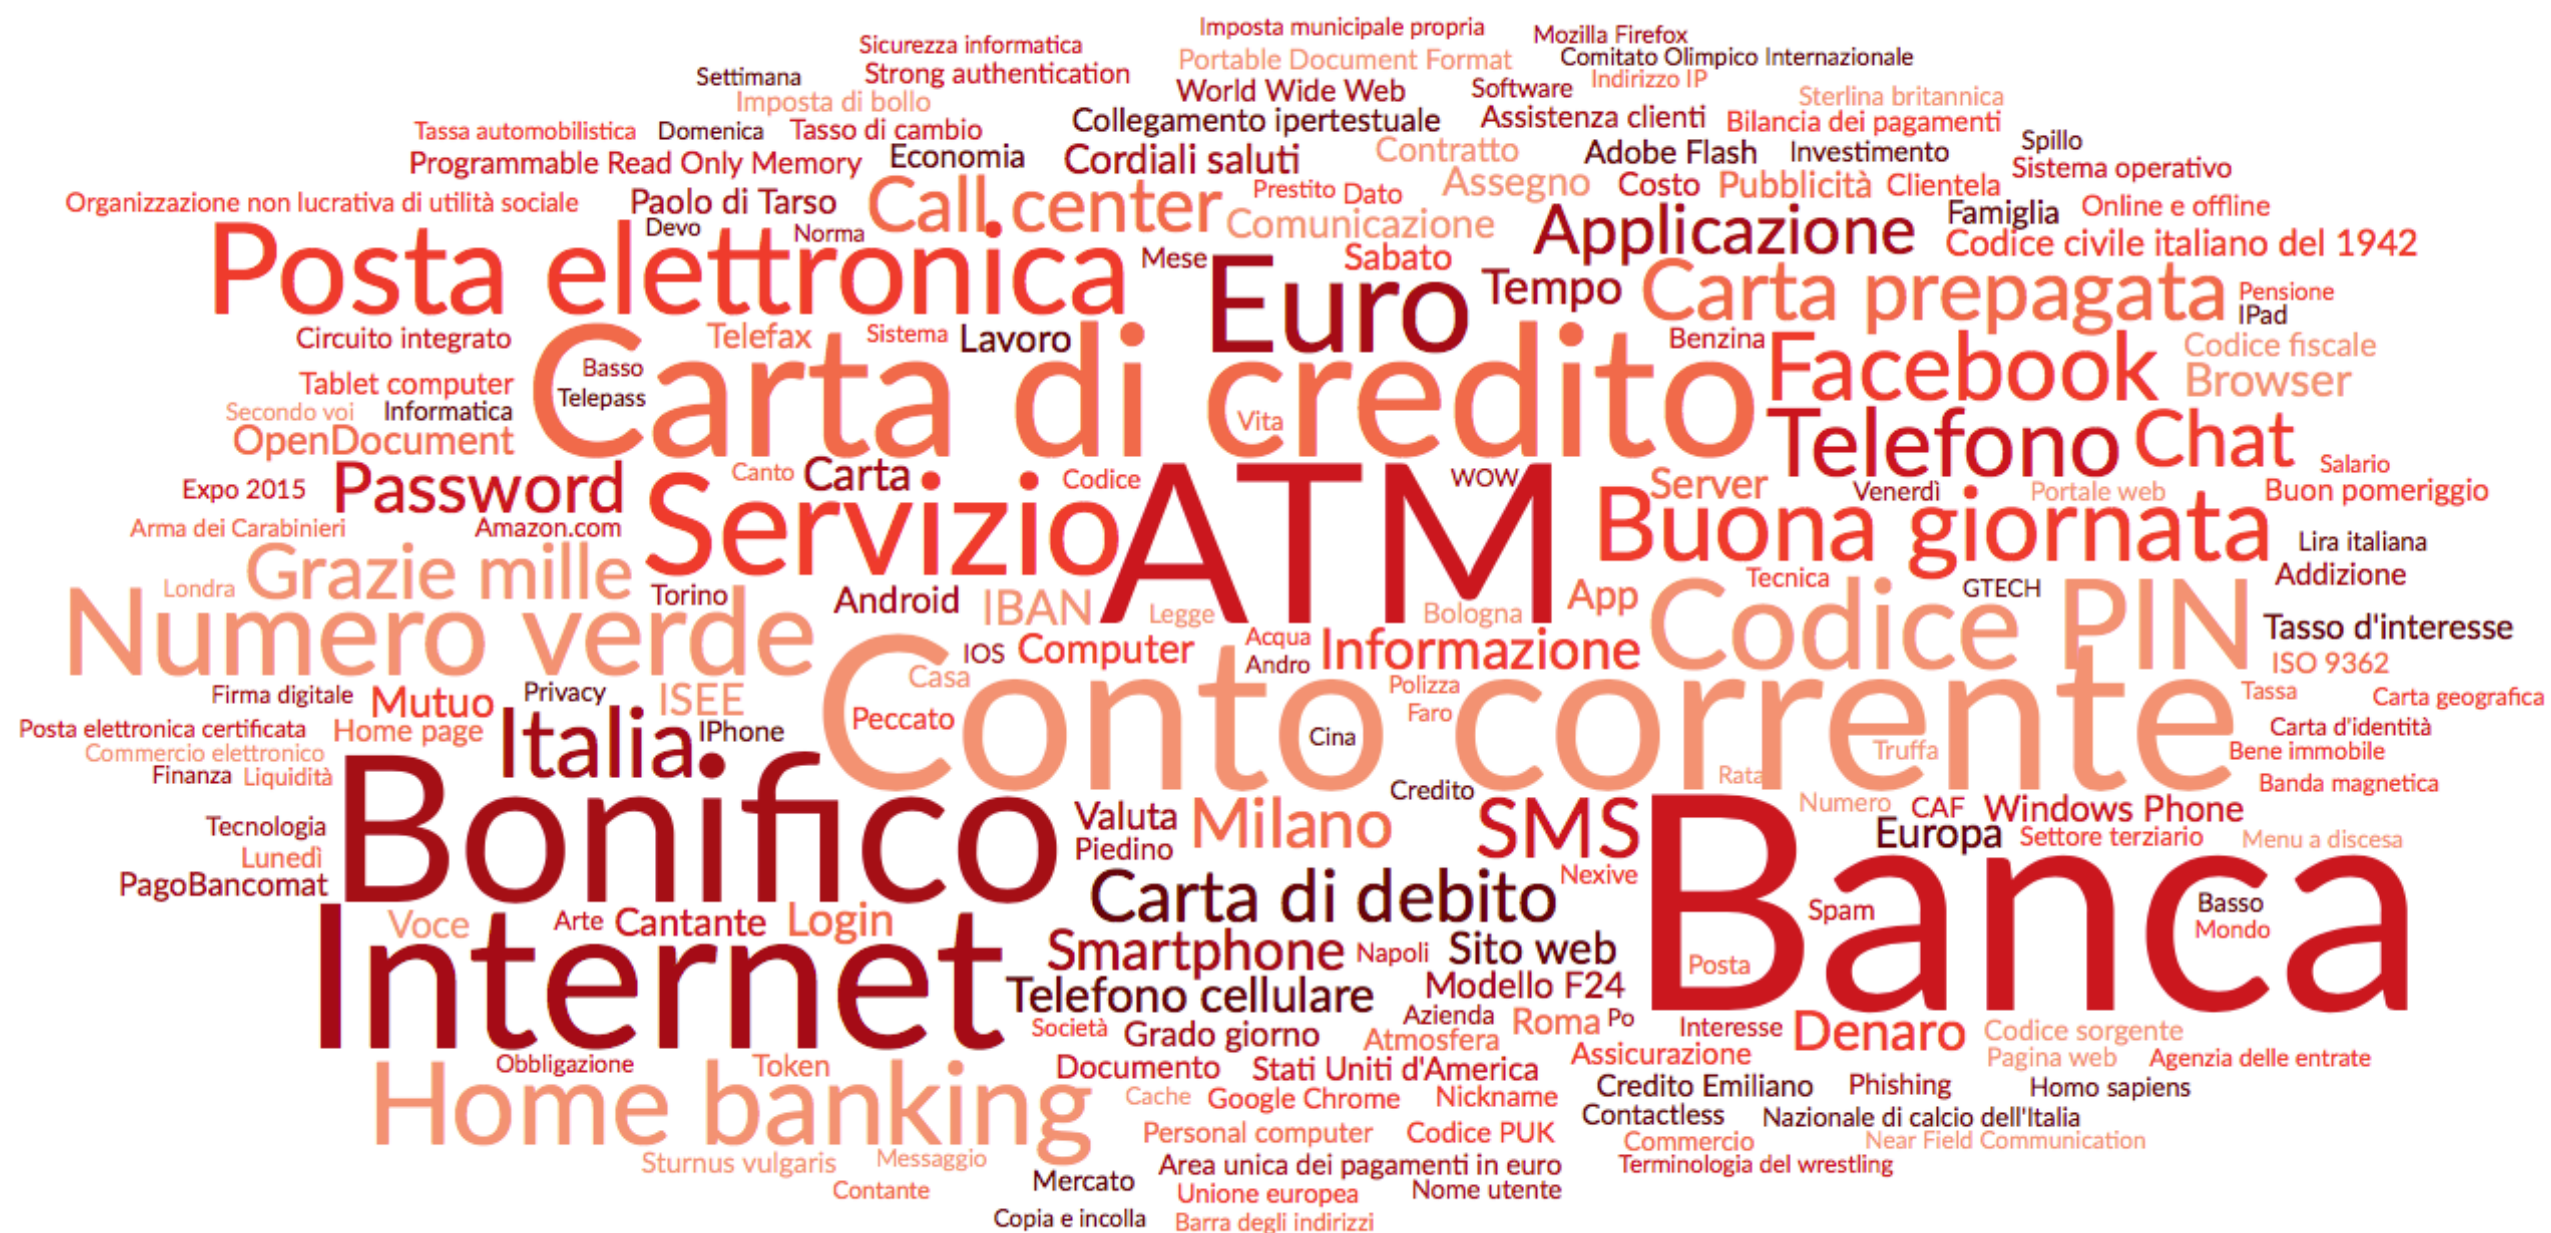 Imposta municipale propria
Mozilla Firefox
Sicurezza informatica
Portable Document Format
Comitato Olimpico Internazionale
Settimana
Strong authentication
World Wide Web
Software
Indirizzo IP
Imposta di bollo
Sterlina britannica
Tassa automobilistica
Domenica
Tasso di cambio
Collegamento ipertestuale
Assistenza clienti
Bilancia dei pagamenti
Programmable Read Only Memory
Economia
Cordiali saluti
Contratto
Adobe Flash
Investimento
Spillo
Sistema operativo
Organizzazione non lucrativa di utilità sociale
Paolo di Tarso
Call center
Prestito
Dato
Assegno
Costo
Pubblicità
Clientela
Devo
Norma
Comunicazione
Applicazione
Famiglia
Online e offline
Posta elettronica
Mese
Euro
Sabato
Tempo
Codice civile italiano del 1942
Carta prepagata
Pensione
IPad
Circuito integrato
Telefax
Sistema
Lavoro
Benzina
Facebook
Codice fiscale
Tablet computer
Basso
Carta di credito
Browser
Secondo voi
Informatica
Telepass
Vita
OpenDocument
Telefono
Chat
Expo 2015
Password
Servizio
Canto
Carta
Codice
ATM
WOW
Server
Venerdì
Portale web
Salario
Buon pomeriggio
Arma dei Carabinieri
Amazon.com
Buona giornata
Lira italiana
Londra
Grazie mille
Torino
Android
IBAN
Legge
Bologna
App
Tecnica
GTECH
Addizione
Numero verde
IOS
Computer
Acqua
Andro
Informazione
Codice PIN
Tasso d'interesse
ISO 9362
Firma digitale
Mutuo
Privacy
ISEE
Casa
Conto corrente
Polizza
Tassa
Carta geografica
Posta elettronica certificata
Home page
Italia
IPhone
Peccato
Faro
Cina
Truffa
Carta d'identità
Commercio elettronico
Bene immobile
Finanza
Liquidità
Bonifico
Credito
Rata
Banda magnetica
Tecnologia
Valuta
Milano
SMS
Numero
CAF
Windows Phone
Lunedì
Piedino
Europa
Settore terziario
Menu a discesa
PagoBancomat
Carta di debito
Nexive
Banca
Basso
Voce
Arte
Cantante
Login
Spam
Mondo
Internet
Smartphone
Napoli
Sito web
Posta
Telefono cellulare
Modello F24
Società
Grado giorno
Atmosfera
Azienda
Roma
Po
Interesse
Denaro
Codice sorgente
Obbligazione
Token
Documento
Stati Uniti d'America
Assicurazione
Pagina web
Agenzia delle entrate
Home banking
Cache
Google Chrome
Nickname
Credito Emiliano
Phishing
Homo sapiens
Contactless
Nazionale di calcio dell'Italia
Personal computer
Codice PUK
Commercio
Near Field Communication
Sturnus vulgaris
Messaggio
Mercato
Area unica dei pagamenti in euro
Terminologia del wrestling
Contante
Unione europea
Nome utente
Copia e incolla
Barra degli indirizzi